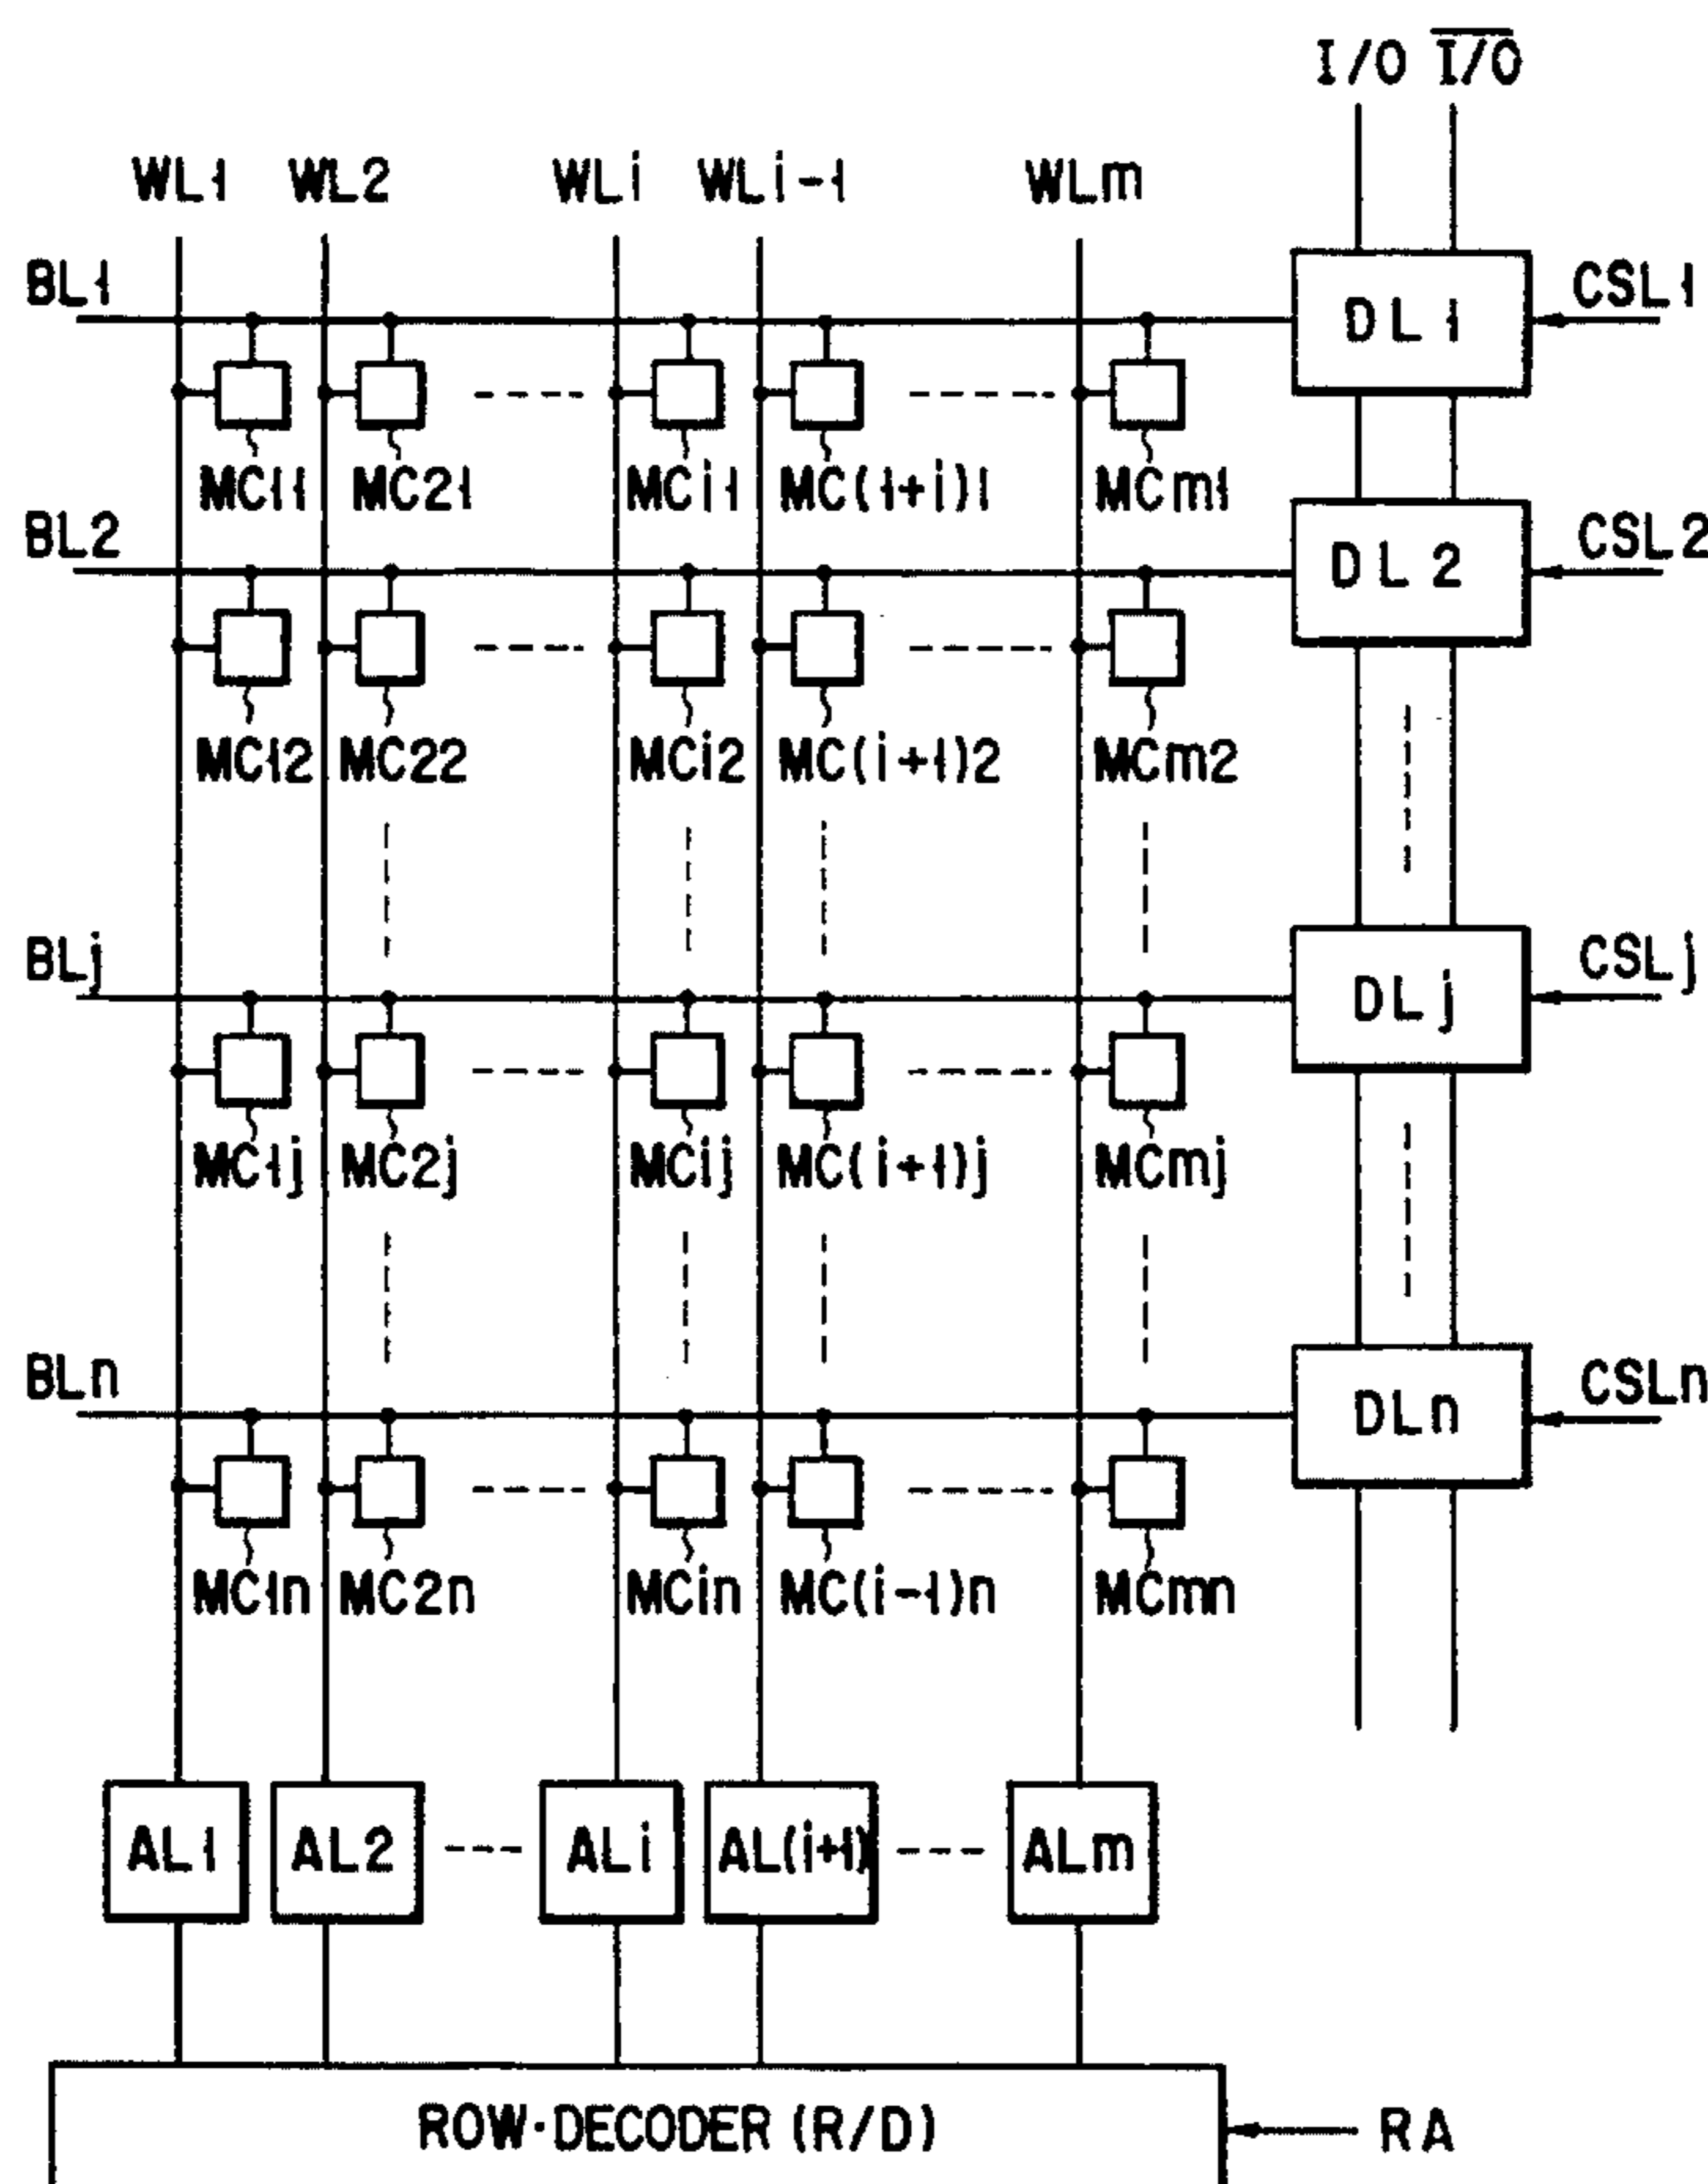 I/O I/O
WL1 WL2 WLi WLi-1 WLm
BL1 DL1 CSL1
MC11 MC21 MCi1 MC(1+i)1 MCm1
BL2 DL2 CSL2
MC12 MC22 MCi2 MC(i+1)2 MCm2
BLj DLj CSLj
MC1j MC2j MCij MC(i+1)j MCmj
BLn DLn CSLn
MC1n MC2n MCin MC(i-1)n MCmn
AL1 AL2 ALi AL(i+1) ALm
ROW·DECODER (R/D) RA